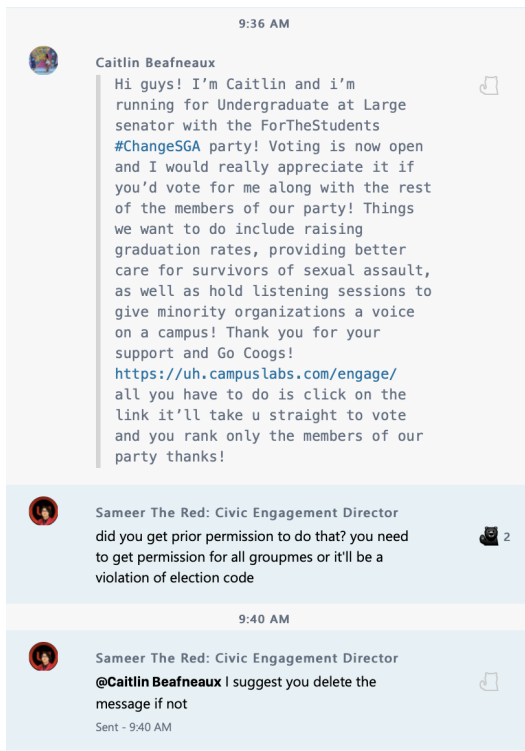 9:36 AM
Caitlin Beafneaux
Hi guys! I’m Caitlin and i’m
running for Undergraduate at Large
senator with the ForTheStudents
#ChangeSGA party! Voting is now open
and I would really appreciate it if
you’d vote for me along with the rest
of the members of our party! Things
we want to do include raising
graduation rates, providing better
care for survivors of sexual assault,
as well as hold listening sessions to
give minority organizations a voice
on a campus! Thank you for your
support and Go Coogs!
https://uh.campuslabs.com/engage/
all you have to do is click on the
link it’ll take u straight to vote
and you rank only the members of our
party thanks!
Sameer The Red: Civic Engagement Director
did you get prior permission to do that? you need
to get permission for all groupmes or it'll be a
violation of election code
2
9:40 AM
Sameer The Red: Civic Engagement Director
@Caitlin Beafneaux I suggest you delete the
message if not
Sent - 9:40 AM